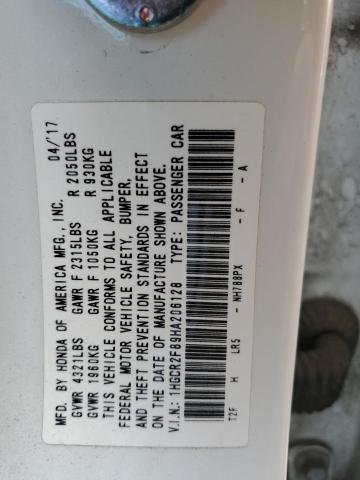 MFD. BY HONDA OF AMERICA MFG., INC. 04/'17
GVWR 4321LBS GAWR F 2315LBS R 2050LBS
GVWR 1960KG GAWR F 1050KG R 930KG
THIS VEHICLE CONFORMS TO ALL APPLICABLE
FEDERAL MOTOR VEHICLE SAFETY, BUMPER,
AND THEFT PREVENTION STANDARDS IN EFFECT
ON THE DATE OF MANUFACTURE SHOWN ABOVE.
V.I.N.: 1HGCR2F89HA206128 TYPE: PASSENGER CAR
T2F H LR5 - NH788PX - F - A